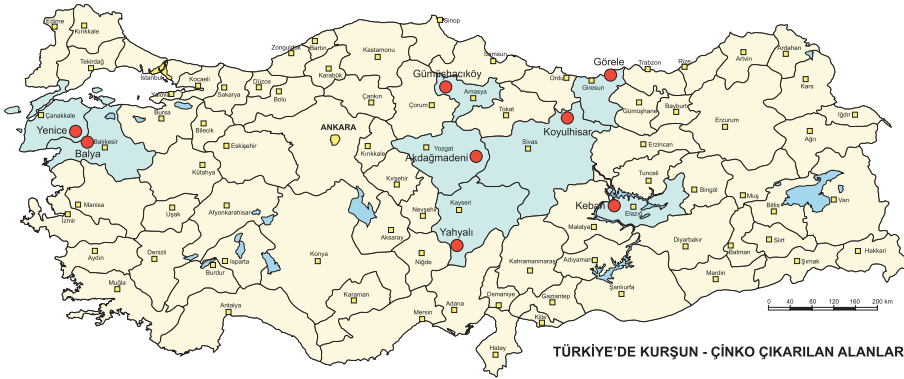 Edirne
Kırıkkale
Tekirdağ
İstanbul
Kocaeli
Yalova
Sakarya
Düzce
Bolu
Zonguldak
Bartın
Karabük
Kastamonu
Sinop
Samsun
Çankırı
Gümüşhacıköy
Amasya
Çorum
Tokat
Ordu
Görele
Giresun
Trabzon
Rize
Artvin
Ardahan
Kars
Gümüşhane
Bayburt
Erzurum
Iğdır
Ağrı
Çanakkale
Yenice
Balya
Balıkesir
Bursa
Bilecik
Eskişehir
Kütahya
ANKARA
Kırıkkale
Yozgat
Akdağmadeni
Koyulhisar
Sivas
Erzincan
Tunceli
Bingöl
Muş
Bitlis
Van
Manisa
İzmir
Uşak
Afyonkarahisar
Kırşehir
Nevşehir
Kayseri
Yahyalı
Keban
Elazığ
Malatya
Aydın
Denizli
Burdur
Isparta
Konya
Aksaray
Niğde
Kahramanmaraş
Adıyaman
Diyarbakır
Batman
Siirt
Şırnak
Hakkari
Mardin
Şanlıurfa
Muğla
Antalya
Karaman
Mersin
Adana
Osmaniye
Gaziantep
Kilis
Hatay
0 40 80 120 160 200 km
TÜRKİYE'DE KURŞUN - ÇİNKO ÇIKARILAN ALANLAR